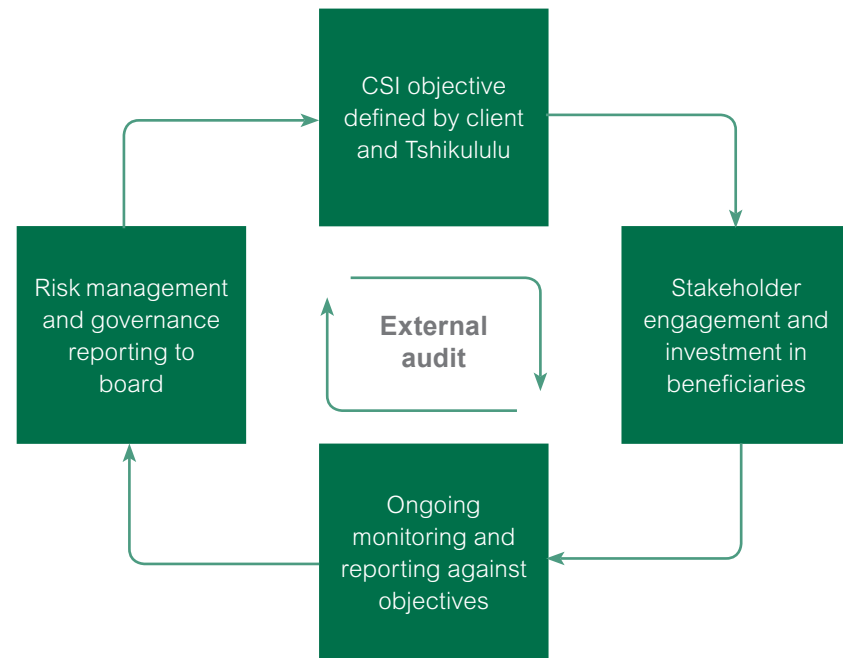 CSI objective
defined by client
and Tshikululu
Risk management
and governance
reporting to
board
External
audit
Stakeholder
engagement and
investment in
beneficiaries
Ongoing
monitoring and
reporting against
objectives